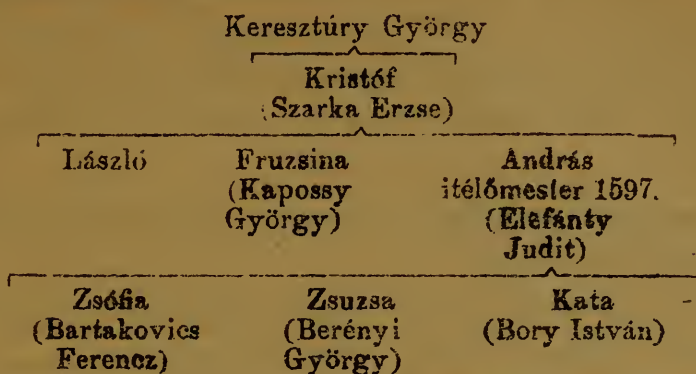 Keresztúry György
Kristóf
(Szarka Erzse)
László Fruzsina András
(Kapossy itélőmester 1597.
György) (Elefánty
Judit)
Zsófia Zsuzsa Kata
(Bartakovics (Berényi (Bory István)
Ferencz) György)